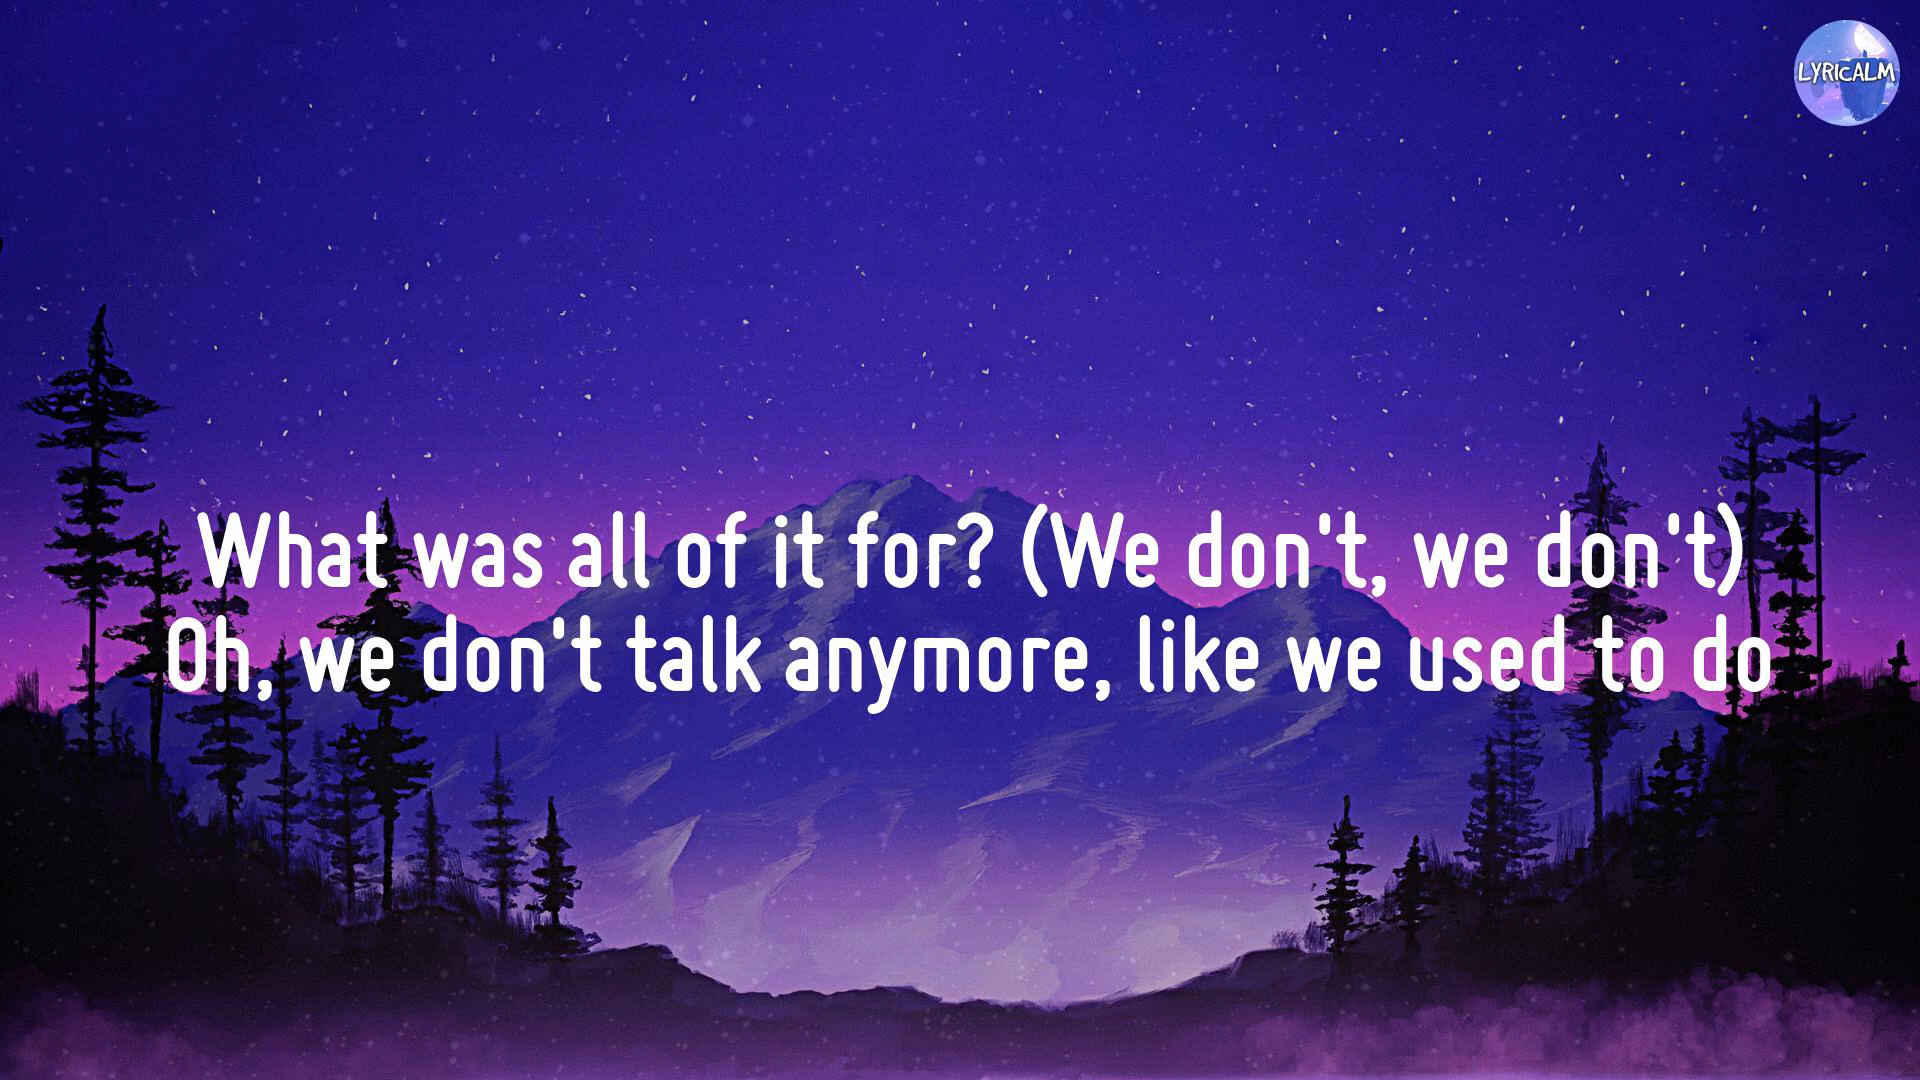 LYRICALM
What was all of it for? (We don't, we don't)
Oh, we don't talk anymore, like we used to do